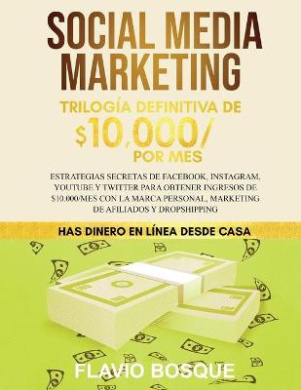 SOCIAL MEDIA
MARKETING
TRILOGÍA DEFINITIVA DE
$10,000/
POR MES
ESTRATEGIAS SECRETAS DE FACEBOOK, INSTAGRAM,
YOUTUBE Y TWITTER PARA OBTENER INGRESOS DE
$10.000/MES CON LA MARCA PERSONAL, MARKETING
DE AFILIADOS Y DROPSHIPPING
HAS DINERO EN LÍNEA DESDE CASA
FLAVIO BOSQUE